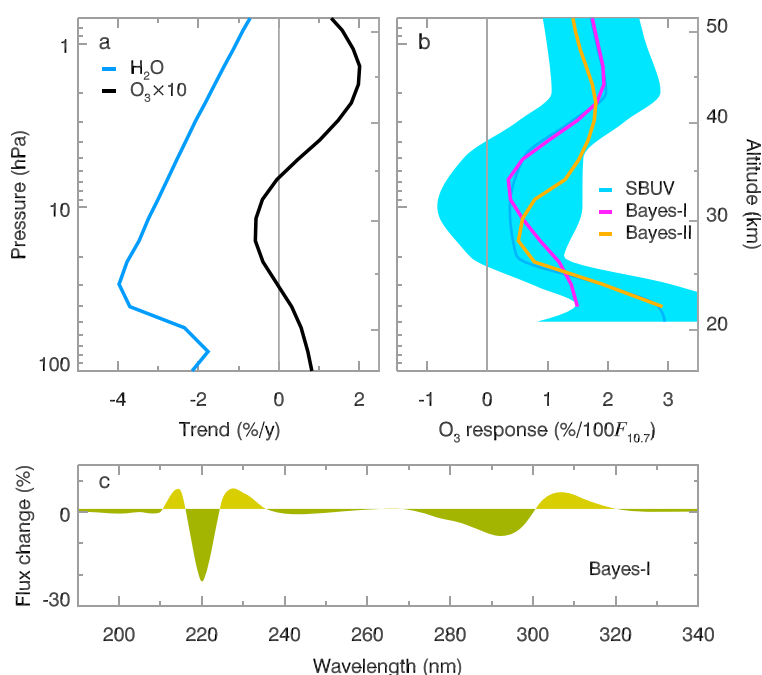 a
H₂O
O₃×10
1
10
100
Pressure (hPa)
-4 -2 0 2
Trend (%/y)
b
SBUV
Bayes-I
Bayes-II
50
40
30
20
Altitude (km)
-1 0 1 2 3
O₃ response (%/100F₁₀.₇)
c
Flux change (%)
0
-30
Bayes-I
200 220 240 260 280 300 320 340
Wavelength (nm)